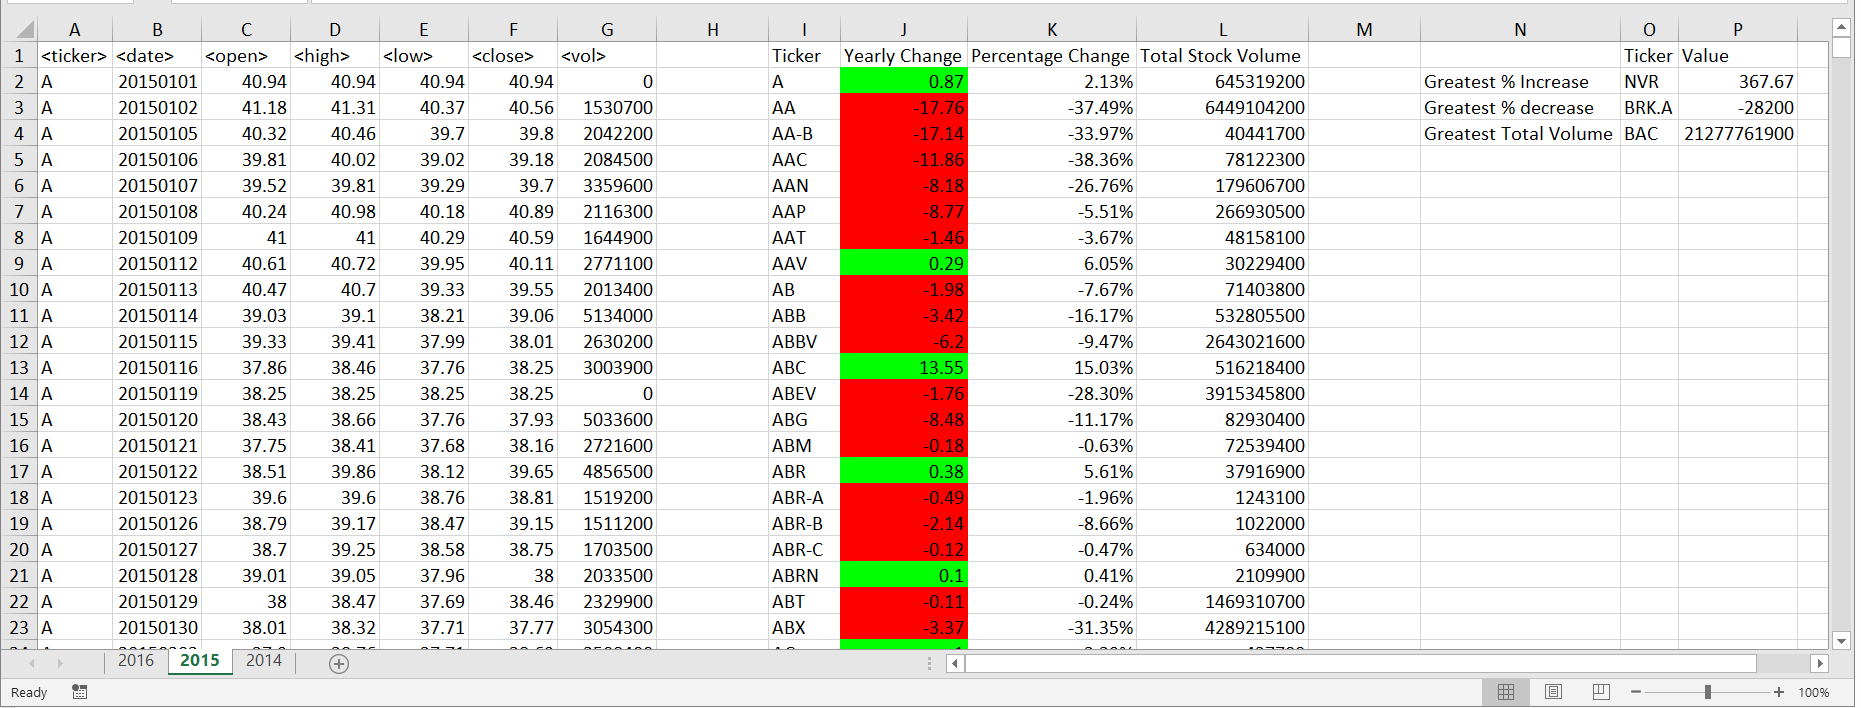 A B C D E F G H I J K L M N O P
1 <ticker> <date> <open> <high> <low> <close> <vol> Ticker Yearly Change Percentage Change Total Stock Volume Ticker Value
2 A 20150101 40.94 40.94 40.94 40.94 0 A 0.87 2.13% 645319200 Greatest % Increase NVR 367.67
3 A 20150102 41.18 41.31 40.37 40.56 1530700 AA -17.76 -37.49% 6449104200 Greatest % decrease BRK.A -28200
4 A 20150105 40.32 40.46 39.7 39.8 2042200 AA-B -17.14 -33.97% 40441700 Greatest Total Volume BAC 21277761900
5 A 20150106 39.81 40.02 39.02 39.18 2084500 AAC -11.86 -38.36% 78122300
6 A 20150107 39.52 39.81 39.29 39.7 3359600 AAN -8.18 -26.76% 179606700
7 A 20150108 40.24 40.98 40.18 40.89 2116300 AAP -8.77 -5.51% 266930500
8 A 20150109 41 41 40.29 40.59 1644900 AAT -1.46 -3.67% 48158100
9 A 20150112 40.61 40.72 39.95 40.11 2771100 AAV 0.29 6.05% 30229400
10 A 20150113 40.47 40.7 39.33 39.55 2013400 AB -1.98 -7.67% 71403800
11 A 20150114 39.03 39.1 38.21 39.06 5134000 ABB -3.42 -16.17% 532805500
12 A 20150115 39.33 39.41 37.99 38.01 2630200 ABBV -6.2 -9.47% 2643021600
13 A 20150116 37.86 38.46 37.76 38.25 3003900 ABC 13.55 15.03% 516218400
14 A 20150119 38.25 38.25 38.25 38.25 0 ABEV -1.76 -28.30% 3915345800
15 A 20150120 38.43 38.66 37.76 37.93 5033600 ABG -8.48 -11.17% 82930400
16 A 20150121 37.75 38.41 37.68 38.16 2721600 ABM -0.18 -0.63% 72539400
17 A 20150122 38.51 39.86 38.12 39.65 4856500 ABR 0.38 5.61% 37916900
18 A 20150123 39.6 39.6 38.76 38.81 1519200 ABR-A -0.49 -1.96% 1243100
19 A 20150126 38.79 39.17 38.47 39.15 1511200 ABR-B -2.14 -8.66% 1022000
20 A 20150127 38.7 39.25 38.58 38.75 1703500 ABR-C -0.12 -0.47% 634000
21 A 20150128 39.01 39.05 37.96 38 2033500 ABRN 0.1 0.41% 2109900
22 A 20150129 38 38.47 37.69 38.46 2329900 ABT -0.11 -0.24% 1469310700
23 A 20150130 38.01 38.32 37.71 37.77 3054300 ABX -3.37 -31.35% 4289215100
2016 2015 2014
Ready 100%